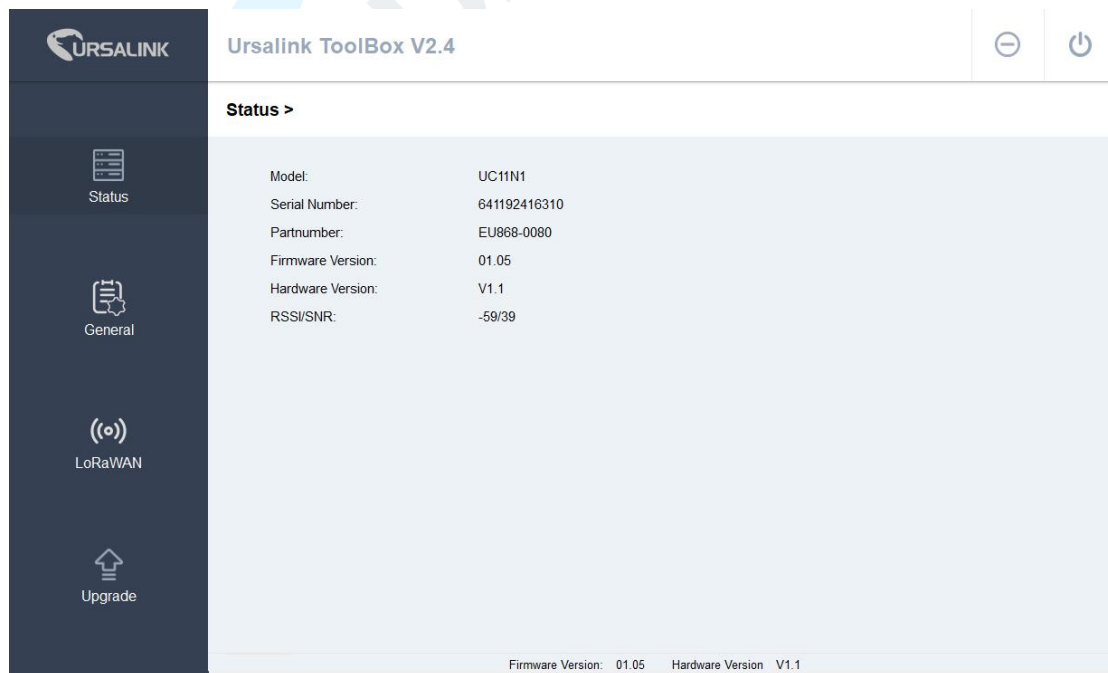 URSALINK
Ursalink ToolBox V2.4
Status >
Status
General
LoRaWAN
Upgrade
Model: UC11N1
Serial Number: 641192416310
Partnumber: EU868-0080
Firmware Version: 01.05
Hardware Version: V1.1
RSSI/SNR: -59/39
Firmware Version: 01.05 Hardware Version V1.1